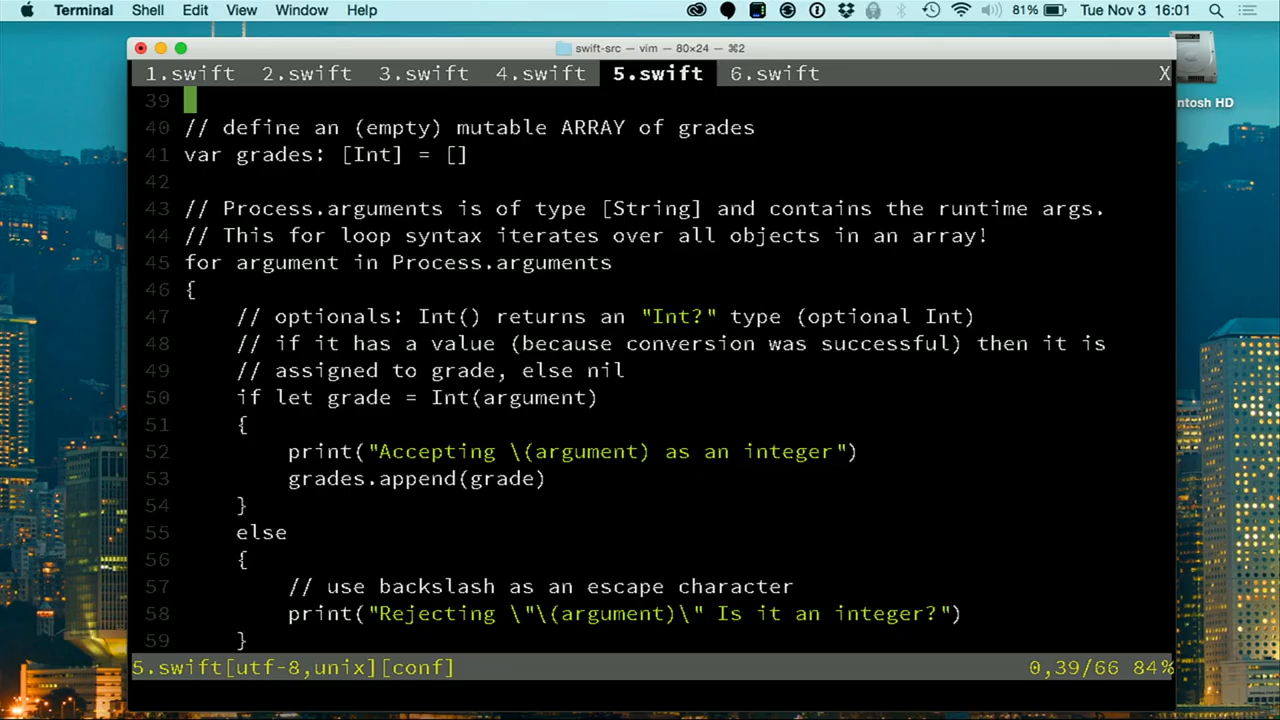 Terminal Shell Edit View Window Help 81% Tue Nov 3 16:01
swift-src — vim — 80×24 — ⌘2
1.swift 2.swift 3.swift 4.swift 5.swift 6.swift X
39
ntosh HD
40 // define an (empty) mutable ARRAY of grades
41 var grades: [Int] = []
42
43 // Process.arguments is of type [String] and contains the runtime args.
44 // This for loop syntax iterates over all objects in an array!
45 for argument in Process.arguments
46 {
47 // optionals: Int() returns an "Int?" type (optional Int)
48 // if it has a value (because conversion was successful) then it is
49 // assigned to grade, else nil
50 if let grade = Int(argument)
51 {
52 print("Accepting \(argument) as an integer")
53 grades.append(grade)
54 }
55 else
56 {
57 // use backslash as an escape character
58 print("Rejecting \"\(argument)\" Is it an integer?")
59 }
5.swift[utf-8,unix][conf] 0,39/66 84%